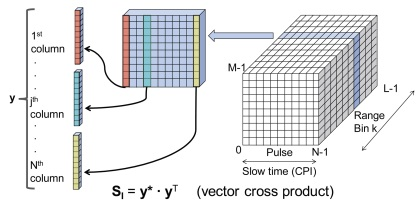 1st
column
.
.
.
y
jth
column
.
.
.
Nth
column
M-1
L-1
Range
Bin k
0
Pulse
N-1
Slow time (CPI)
Sl = y* · yT (vector cross product)